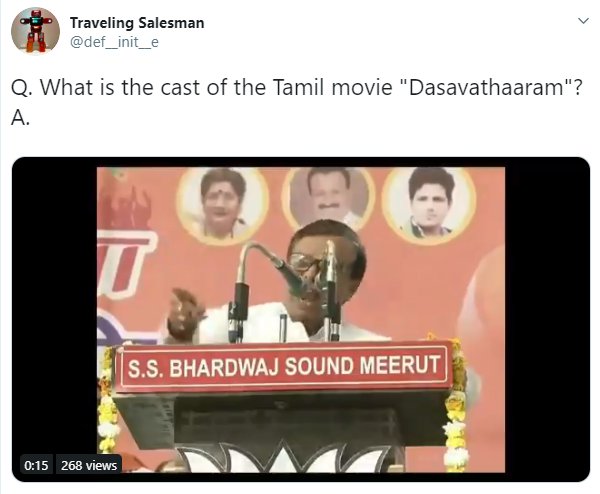 Traveling Salesman
@def__init__e
Q. What is the cast of the Tamil movie "Dasavathaaram"?
A.
S.S. BHARDWAJ SOUND MEERUT
0:15 268 views